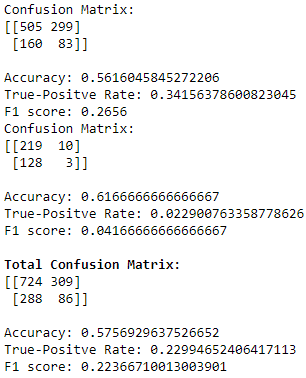 Confusion Matrix:
[[505 299]
 [160  83]]

Accuracy: 0.5616045845272206
True-Positve Rate: 0.34156378600823045
F1 score: 0.2656
Confusion Matrix:
[[219  10]
 [128   3]]

Accuracy: 0.6166666666666667
True-Positve Rate: 0.022900763358778626
F1 score: 0.04166666666666667

Total Confusion Matrix:
[[724 309]
 [288  86]]

Accuracy: 0.5756929637526652
True-Positve Rate: 0.22994652406417113
F1 score: 0.22366710013003901